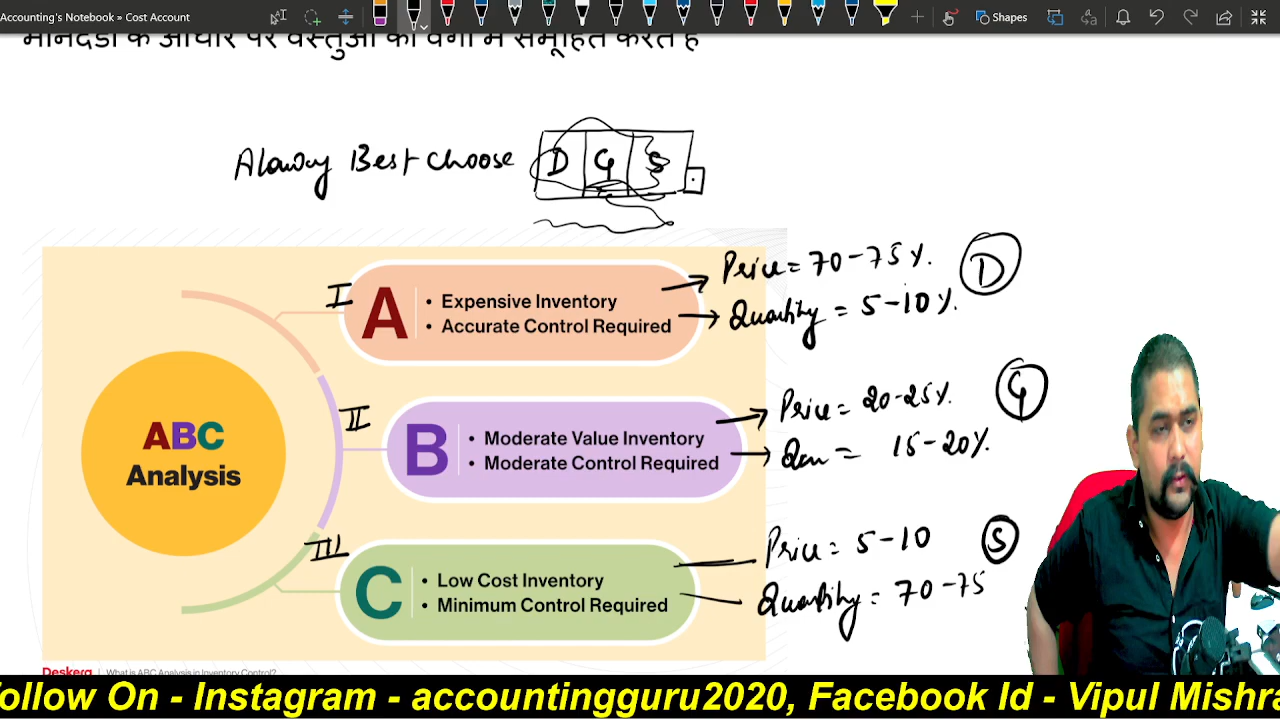 Accounting's Notebook » Cost Account
Shapes
मानदंडों के आधार पर वस्तुओं को वर्गों में समूहित करते हैं
Alaway Best Choose D G S
I
A
• Expensive Inventory
• Accurate Control Required
Price = 70-75%.
Quantity = 5-10%.
D
II
B
• Moderate Value Inventory
• Moderate Control Required
Price = 20-25%.
Qan = 15-20%.
G
ABC
Analysis
III
C
• Low Cost Inventory
• Minimum Control Required
Price = 5-10
Quantity = 70-75
S
Deskera | What is ABC Analysis in Inventory Control?
ollow On - Instagram - accountingguru2020, Facebook Id - Vipul Mishra